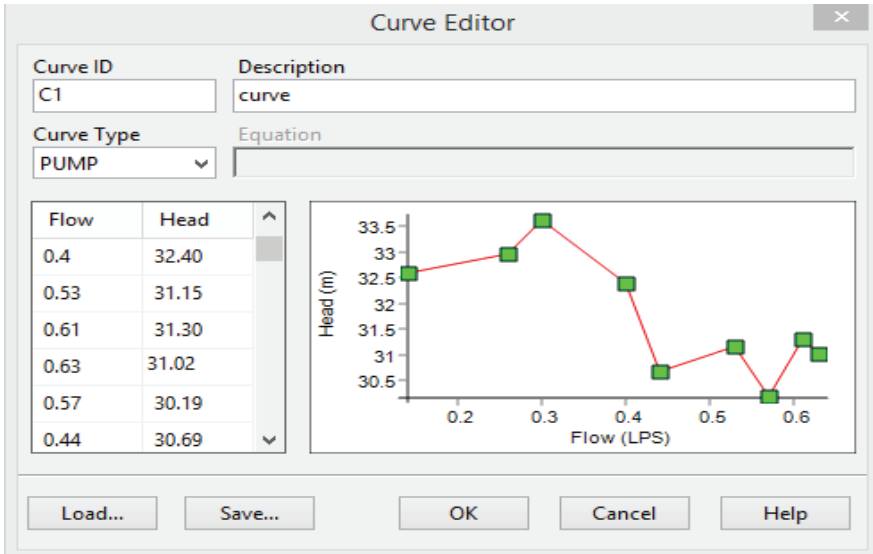 Curve Editor
×
Curve ID Description
C1 curve
Curve Type Equation
PUMP
Flow Head
0.4 32.40
0.53 31.15
0.61 31.30
0.63 31.02
0.57 30.19
0.44 30.69
33.5
33
32.5
32
31.5
31
30.5
Head (m)
0.2 0.3 0.4 0.5 0.6
Flow (LPS)
Load... Save... OK Cancel Help